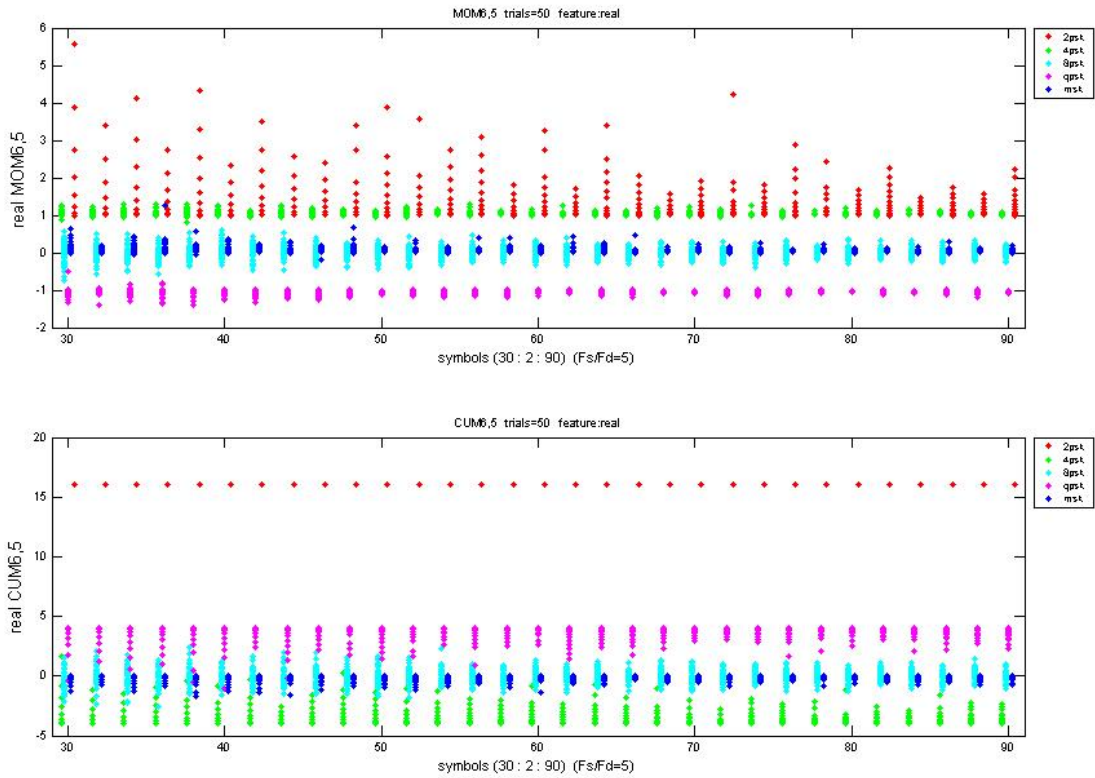 MOM6,5 trials=50 feature:real
6
5
4
3
2
1
0
-1
-2
real MOM6,5
30
40
50
60
70
80
90
symbols (30 : 2 : 90) (Fs/Fd=5)
2psk
4psk
8psk
qpsk
msk
CUM6,5 trials=50 feature:real
20
15
10
5
0
-5
real CUM6,5
30
40
50
60
70
80
90
symbols (30 : 2 : 90) (Fs/Fd=5)
2psk
4psk
8psk
qpsk
msk